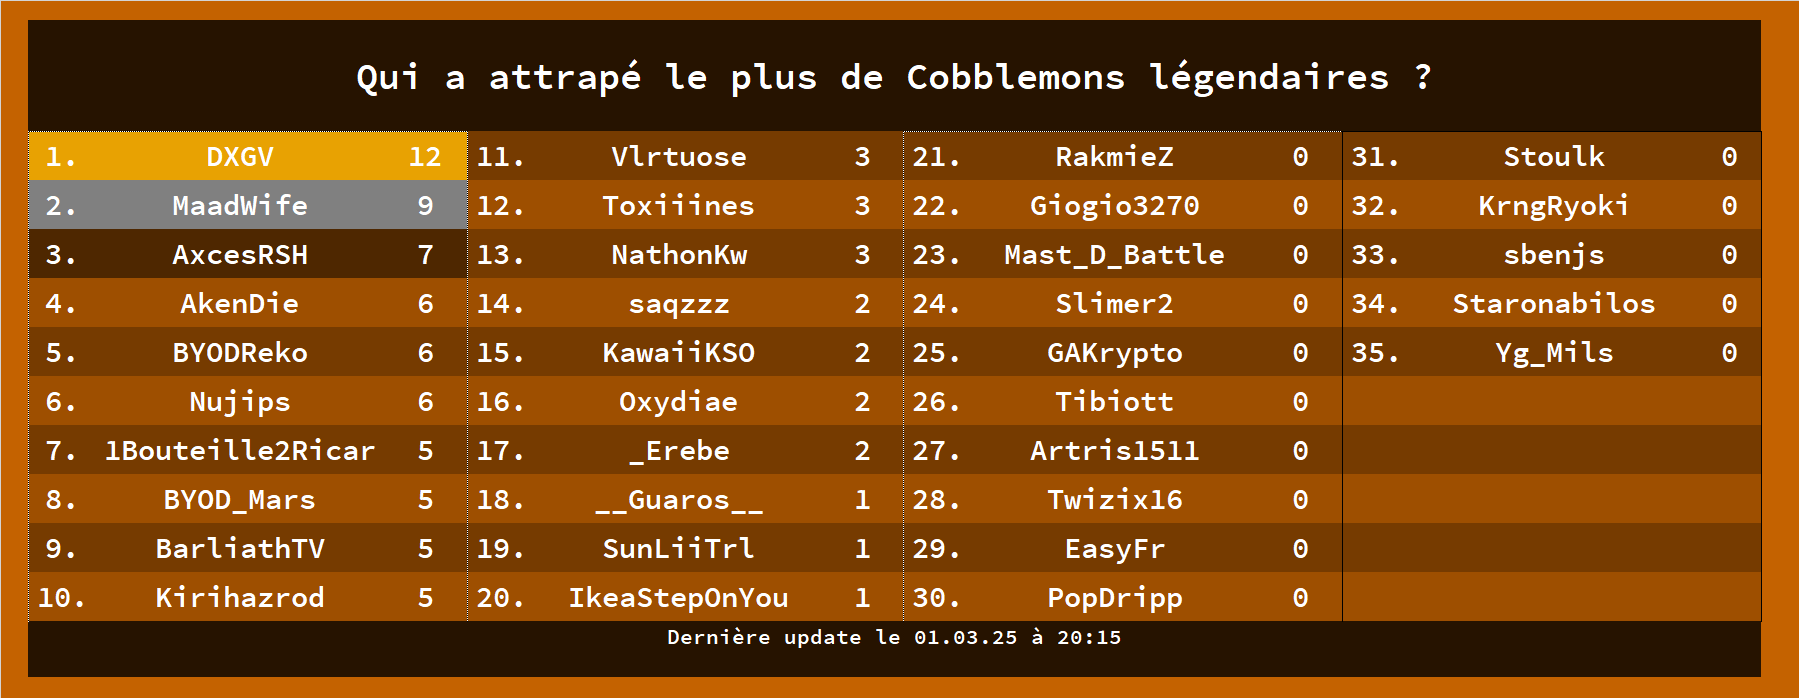 Qui a attrapé le plus de Cobblemons légendaires ?
1. DXGV 12 11. Vlrtuose 3 21. RakmieZ 0 31. Stoulk 0
2. MaadWife 9 12. Toxiiines 3 22. Giogio3270 0 32. KrngRyoki 0
3. AxcesRSH 7 13. NathonKw 3 23. Mast_D_Battle 0 33. sbenjs 0
4. AkenDie 6 14. saqzzz 2 24. Slimer2 0 34. Staronabilos 0
5. BYODReko 6 15. KawaiiKSO 2 25. GAKrypto 0 35. Yg_Mils 0
6. Nujips 6 16. Oxydiae 2 26. Tibiott 0
7. 1Bouteille2Ricar 5 17. _Erebe 2 27. Artris1511 0
8. BYOD_Mars 5 18. __Guaros__ 1 28. Twizix16 0
9. BarliathTV 5 19. SunLiiTrl 1 29. EasyFr 0
10. Kirihazrod 5 20. IkeaStepOnYou 1 30. PopDripp 0
Dernière update le 01.03.25 à 20:15